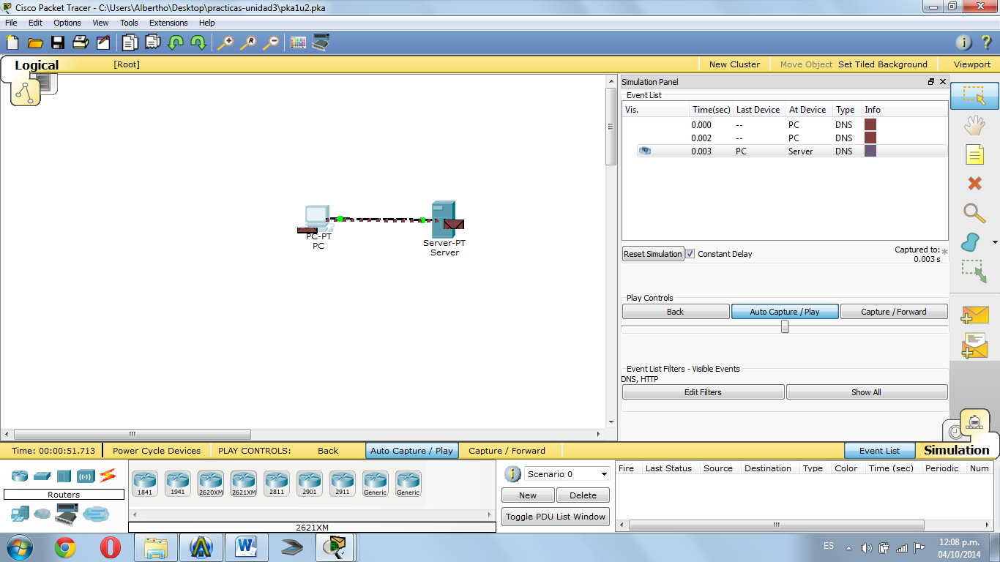 Cisco Packet Tracer - C:\Users\Albertho\Desktop\practicas-unidad3\pka1u2.pka
File Edit Options View Tools Extensions Help
Logical [Root] New Cluster Move Object Set Tiled Background Viewport
Simulation Panel
Event List
Vis. Time(sec) Last Device At Device Type Info
0.000 -- PC DNS
0.002 -- PC DNS
0.003 PC Server DNS
PC-PT
PC
Server-PT
Server
Reset Simulation Constant Delay Captured to: *
0.003 s
Play Controls
Back Auto Capture / Play Capture / Forward
Event List Filters - Visible Events
DNS, HTTP
Edit Filters Show All
Time: 00:00:51.713 Power Cycle Devices PLAY CONTROLS: Back Auto Capture / Play Capture / Forward Event List Simulation
Routers
1841 1941 2620XM 2621XM 2811 2901 2911 Generic Generic
2621XM
Scenario 0
New Delete
Toggle PDU List Window
Fire Last Status Source Destination Type Color Time (sec) Periodic Num
ES 12:08 p.m.
04/10/2014